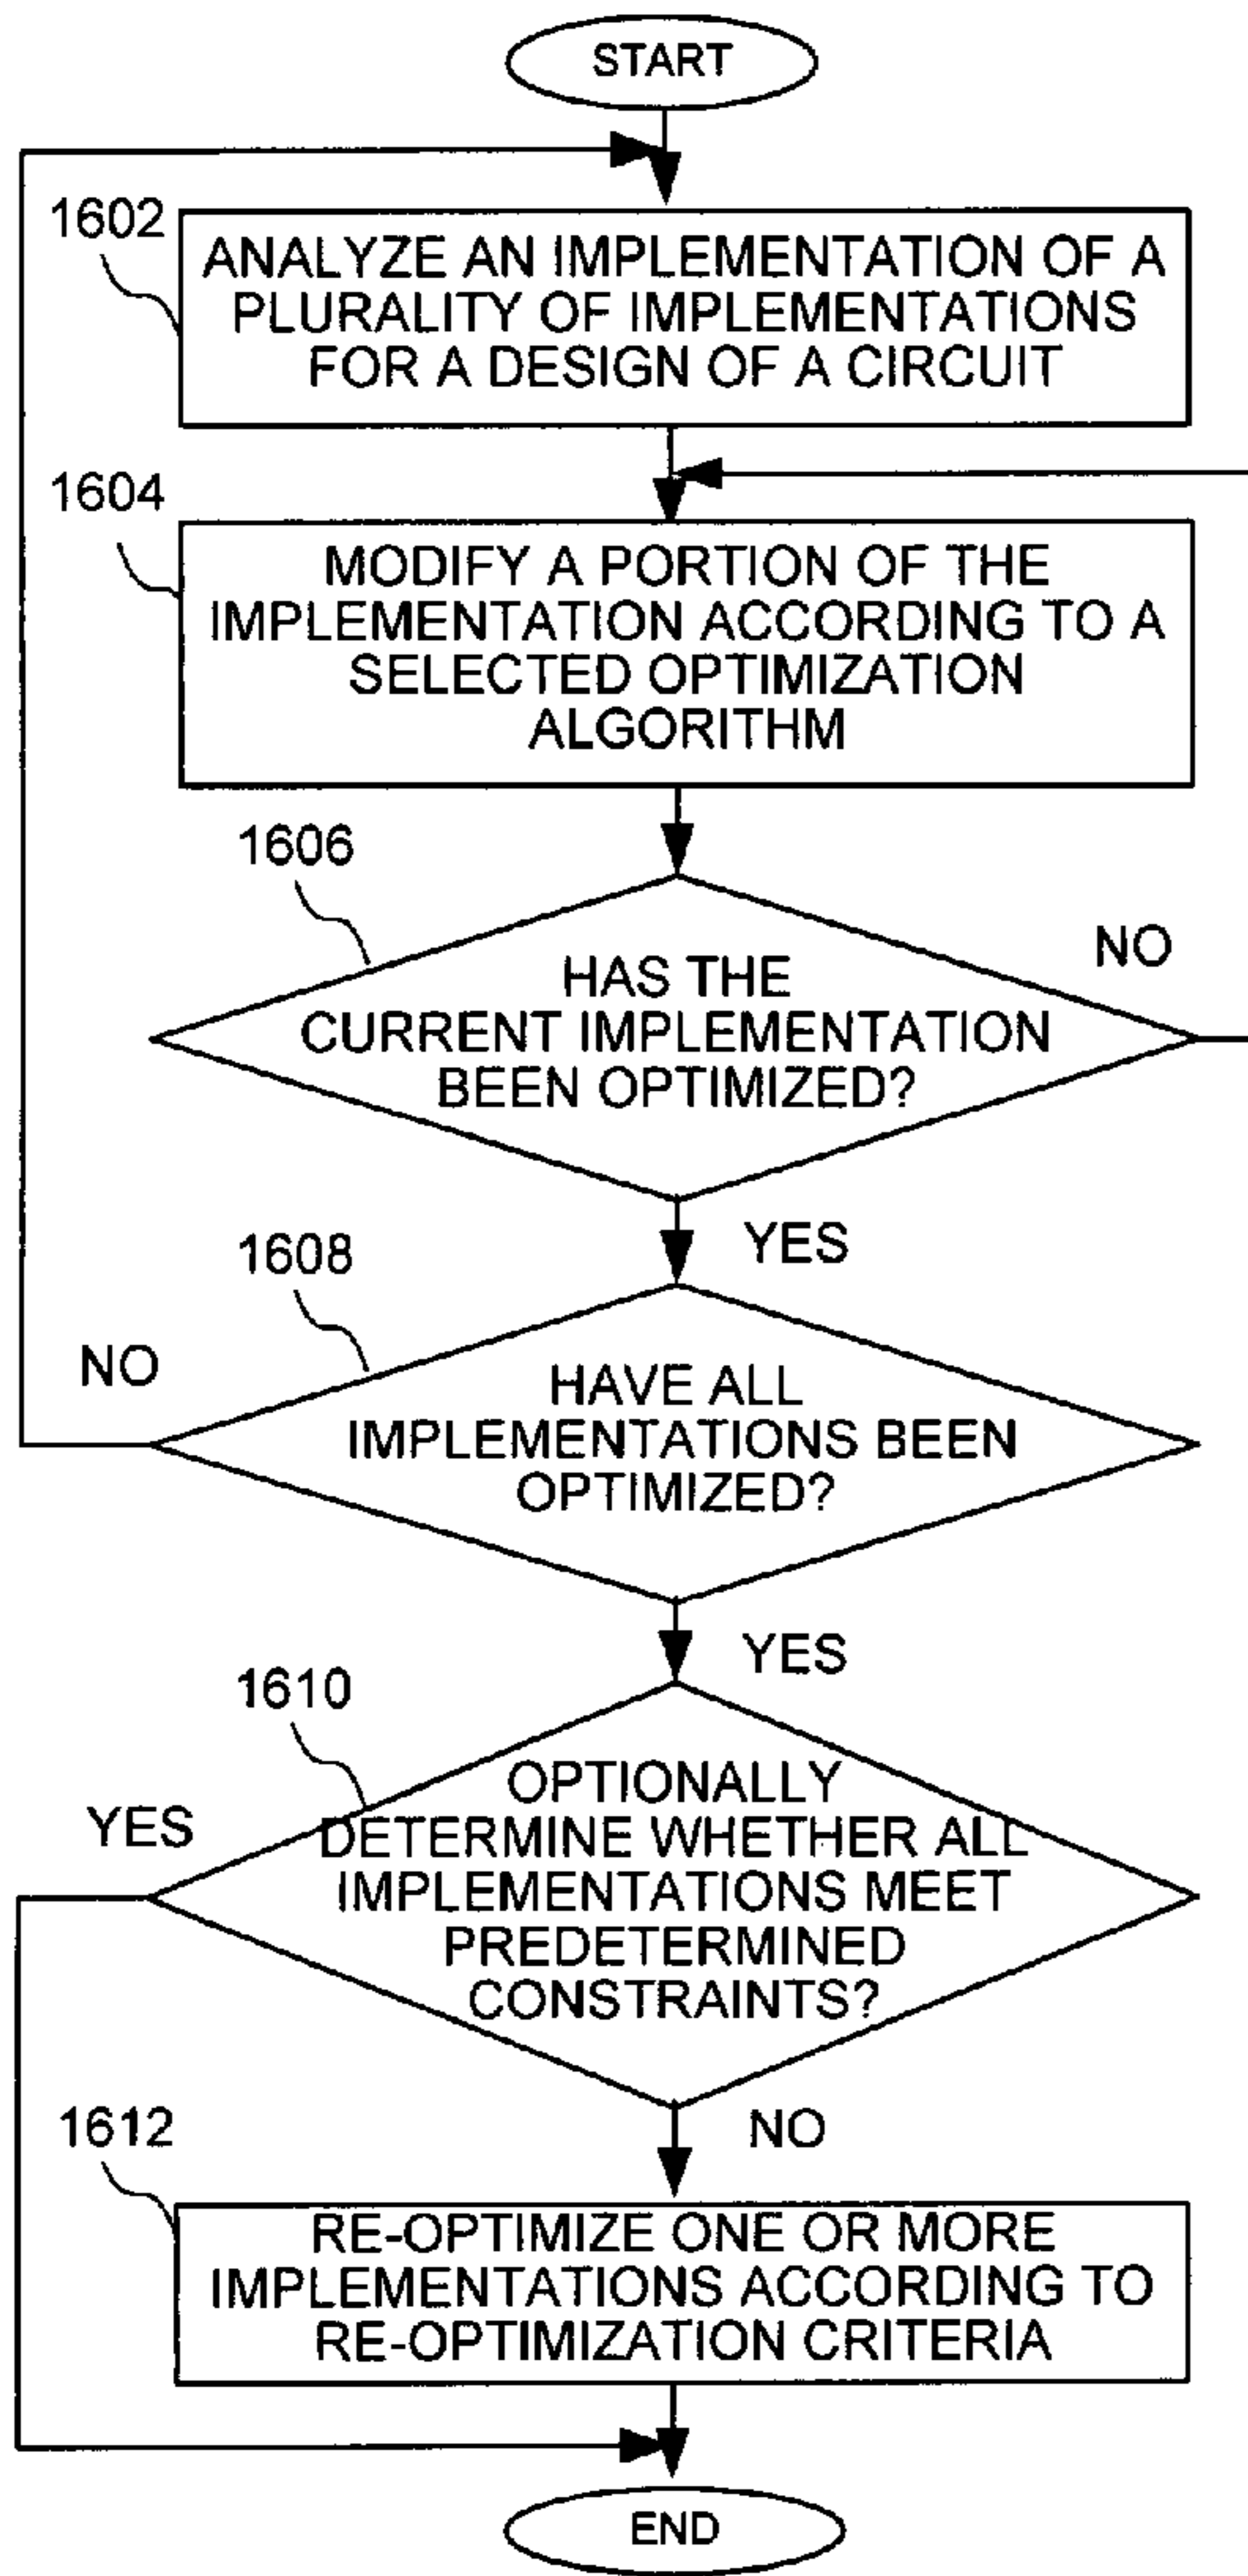 START
1602
ANALYZE AN IMPLEMENTATION OF A
PLURALITY OF IMPLEMENTATIONS
FOR A DESIGN OF A CIRCUIT
1604
MODIFY A PORTION OF THE
IMPLEMENTATION ACCORDING TO A
SELECTED OPTIMIZATION
ALGORITHM
1606
NO
HAS THE
CURRENT IMPLEMENTATION
BEEN OPTIMIZED?
YES
1608
NO
HAVE ALL
IMPLEMENTATIONS BEEN
OPTIMIZED?
YES
1610
YES
OPTIONALLY
DETERMINE WHETHER ALL
IMPLEMENTATIONS MEET
PREDETERMINED
CONSTRAINTS?
NO
1612
RE-OPTIMIZE ONE OR MORE
IMPLEMENTATIONS ACCORDING TO
RE-OPTIMIZATION CRITERIA
END